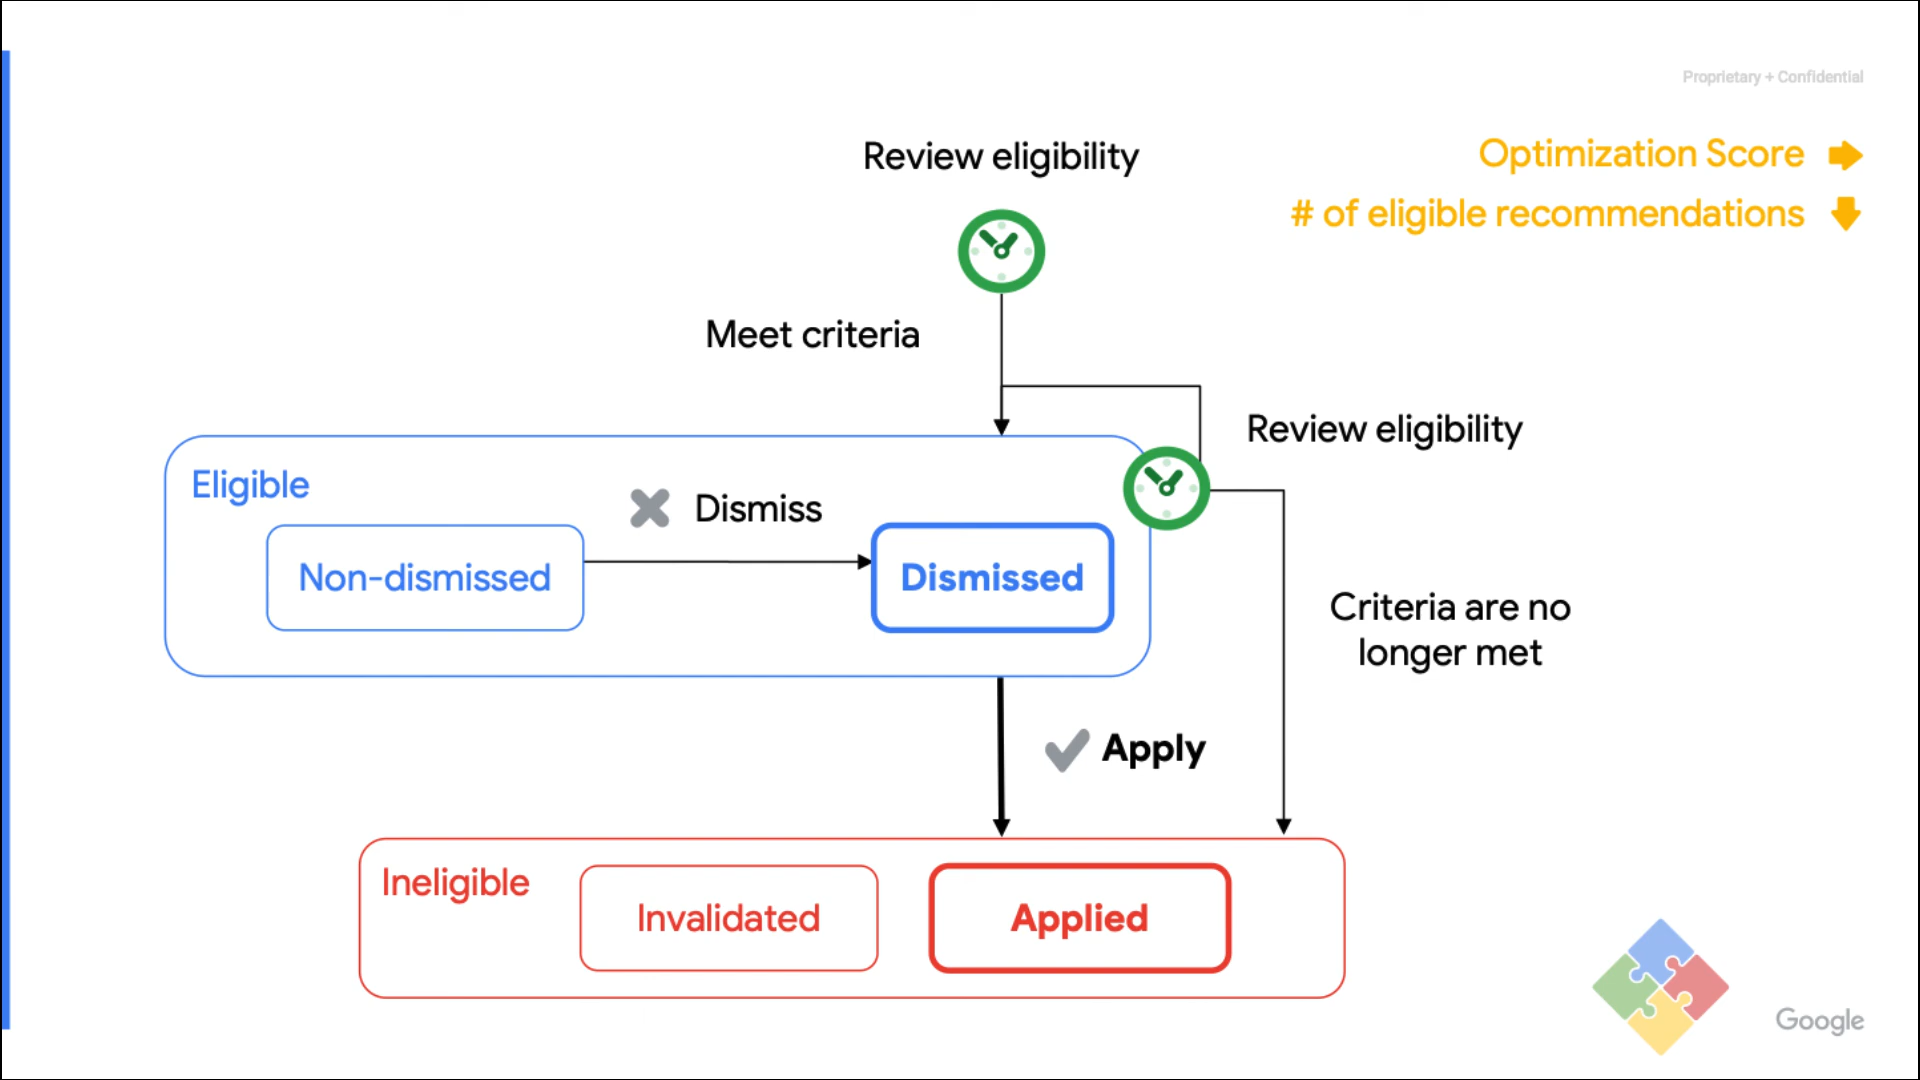 Proprietary + Confidential
Review eligibility
Optimization Score
# of eligible recommendations
Meet criteria
Review eligibility
Eligible
Dismiss
Non-dismissed
Dismissed
Criteria are no
longer met
Apply
Ineligible
Invalidated
Applied
Google